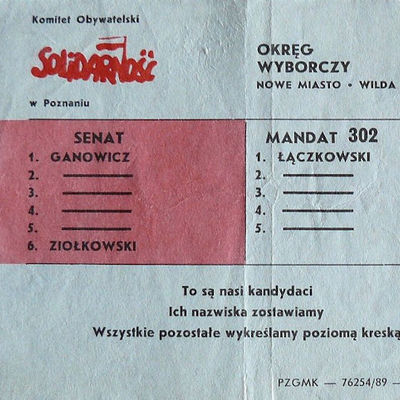 Komitet Obywatelski
SOLIDARNOŚĆ
w Poznaniu
OKRĘG
WYBORCZY
NOWE MIASTO • WILDA
SENAT
1. GANOWICZ
2.
3.
4.
5.
6. ZIOŁKOWSKI
MANDAT 302
1. ŁĄCZKOWSKI
2.
3.
4.
5.
To są nasi kandydaci
Ich nazwiska zostawiamy
Wszystkie pozostałe wykreślamy poziomą kreską
PZGMK — 76254/89 —